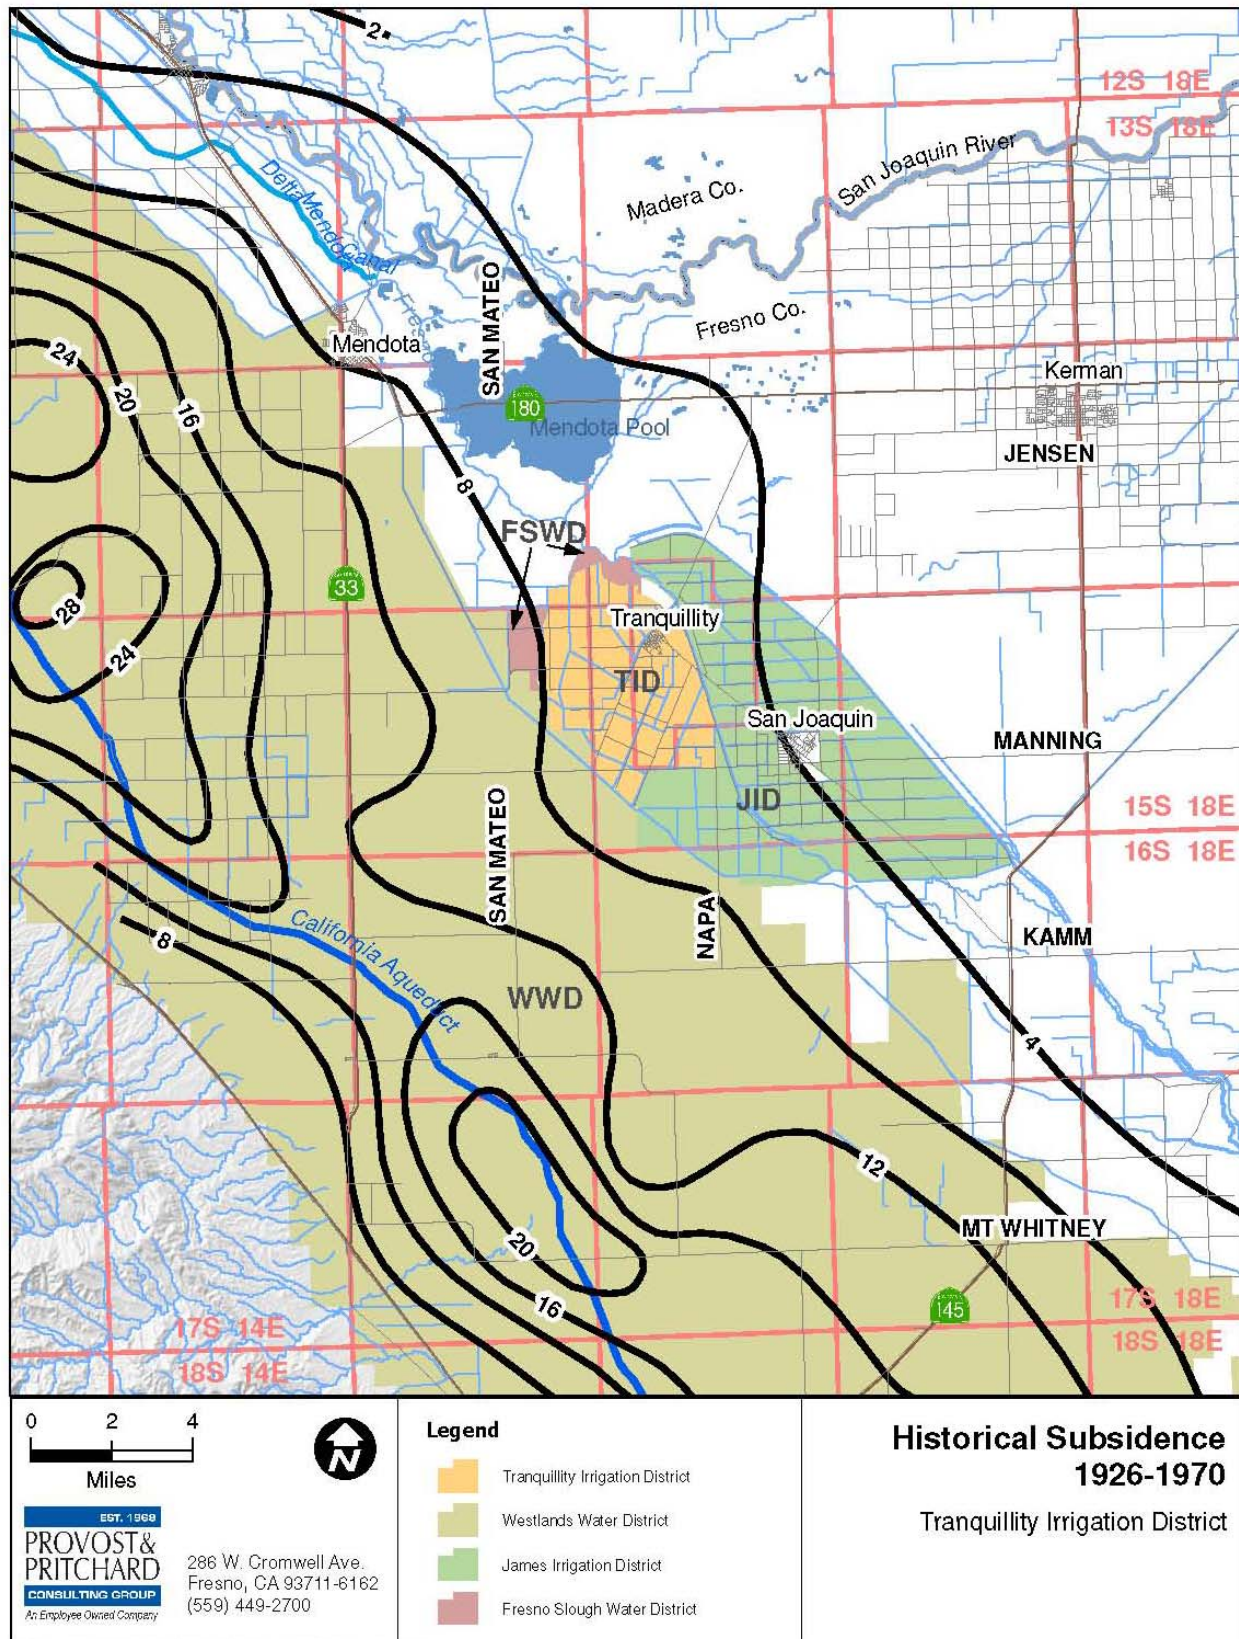 2
12S 18E
13S 18E
San Joaquin River
Madera Co.
Delta Mendota Canal
SAN MATEO
Fresno Co.
Mendota
24
20
16
180
Mendota Pool
Kerman
JENSEN
8
FSWD
33
28
24
Tranquillity
TID
San Joaquin
MANNING
JID
15S 18E
16S 18E
SAN MATEO
NAPA
8
California Aqueduct
KAMM
WWD
4
12
MT WHITNEY
20
16
145
17S 18E
18S 18E
17S 14E
18S 14E
0 2 4
Miles
N
EST. 1968
PROVOST &
PRITCHARD
CONSULTING GROUP
An Employee Owned Company
286 W. Cromwell Ave.
Fresno, CA 93711-6162
(559) 449-2700
Legend
Tranquillity Irrigation District
Westlands Water District
James Irrigation District
Fresno Slough Water District
Historical Subsidence
1926-1970
Tranquillity Irrigation District